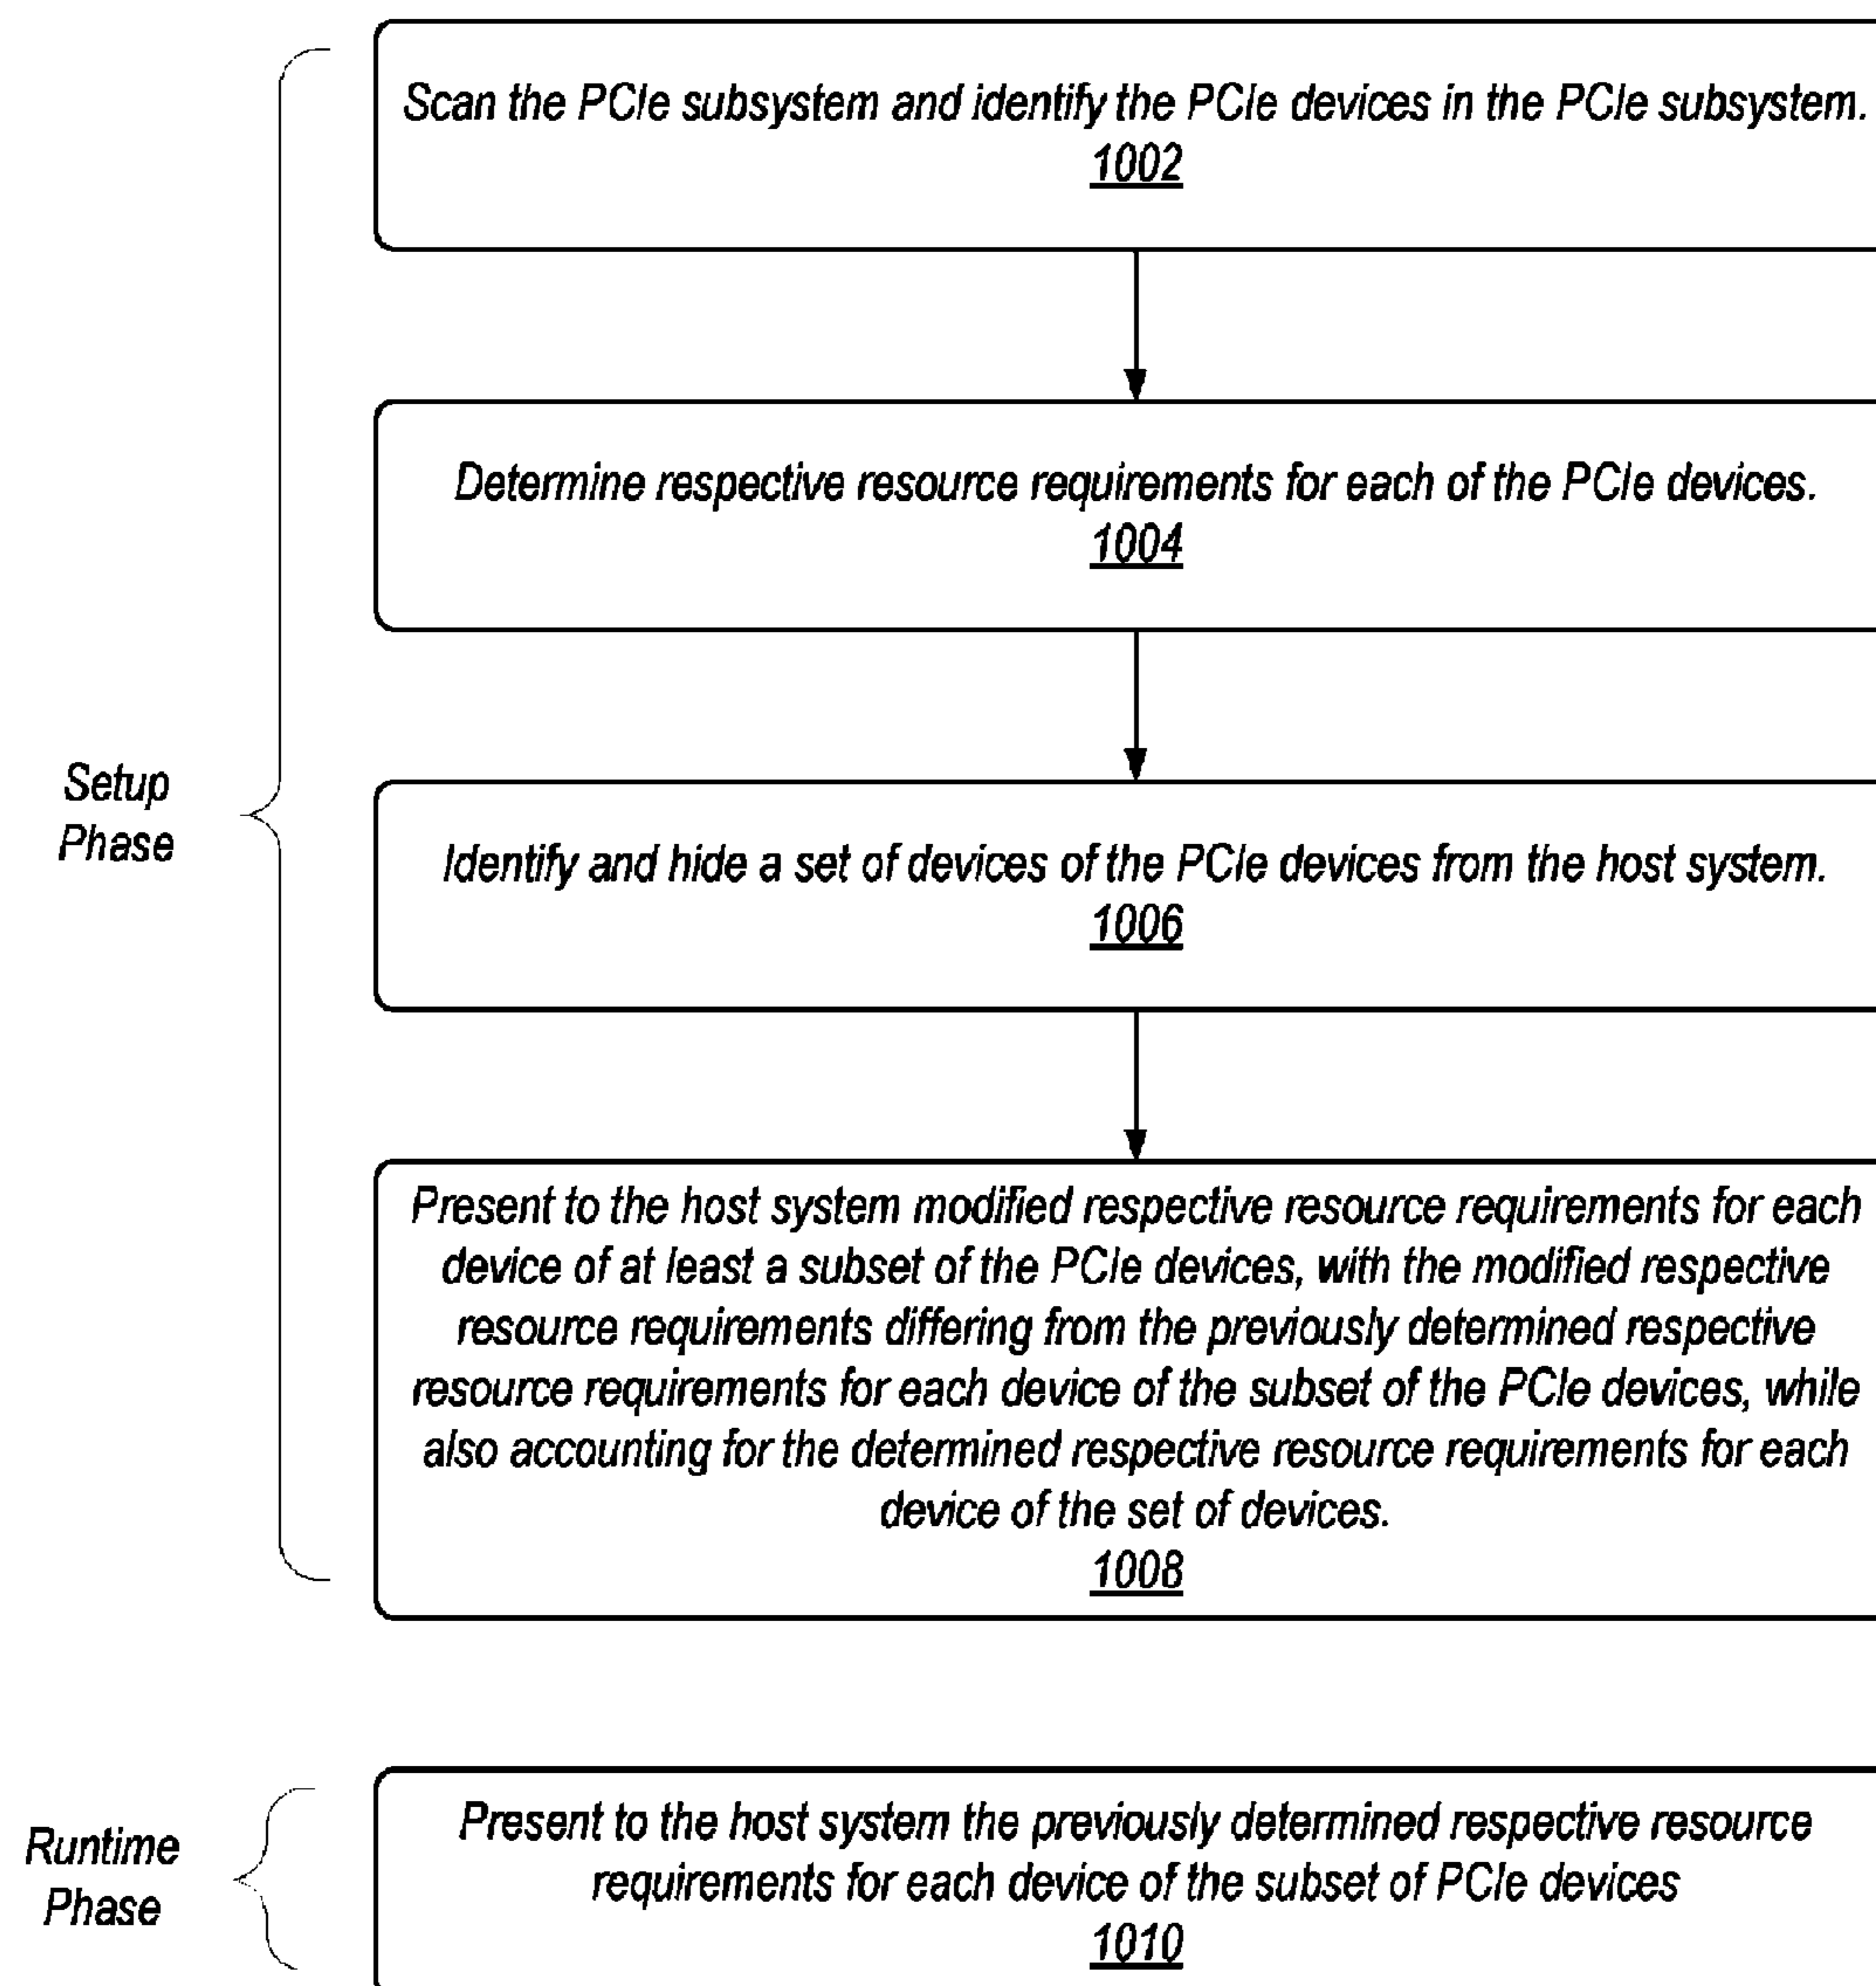 Scan the PCIe subsystem and identify the PCIe devices in the PCIe subsystem.
1002
Determine respective resource requirements for each of the PCIe devices.
1004
Setup
Phase
Identify and hide a set of devices of the PCIe devices from the host system.
1006
Present to the host system modified respective resource requirements for each
device of at least a subset of the PCIe devices, with the modified respective
resource requirements differing from the previously determined respective
resource requirements for each device of the subset of the PCIe devices, while
also accounting for the determined respective resource requirements for each
device of the set of devices.
1008
Runtime
Phase
Present to the host system the previously determined respective resource
requirements for each device of the subset of PCIe devices
1010